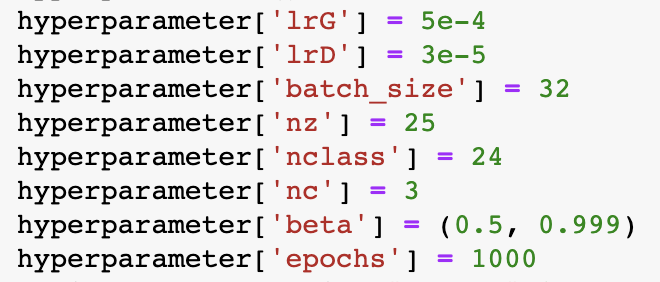 hyperparameter['lrG'] = 5e-4
hyperparameter['lrD'] = 3e-5
hyperparameter['batch_size'] = 32
hyperparameter['nz'] = 25
hyperparameter['nclass'] = 24
hyperparameter['nc'] = 3
hyperparameter['beta'] = (0.5, 0.999)
hyperparameter['epochs'] = 1000